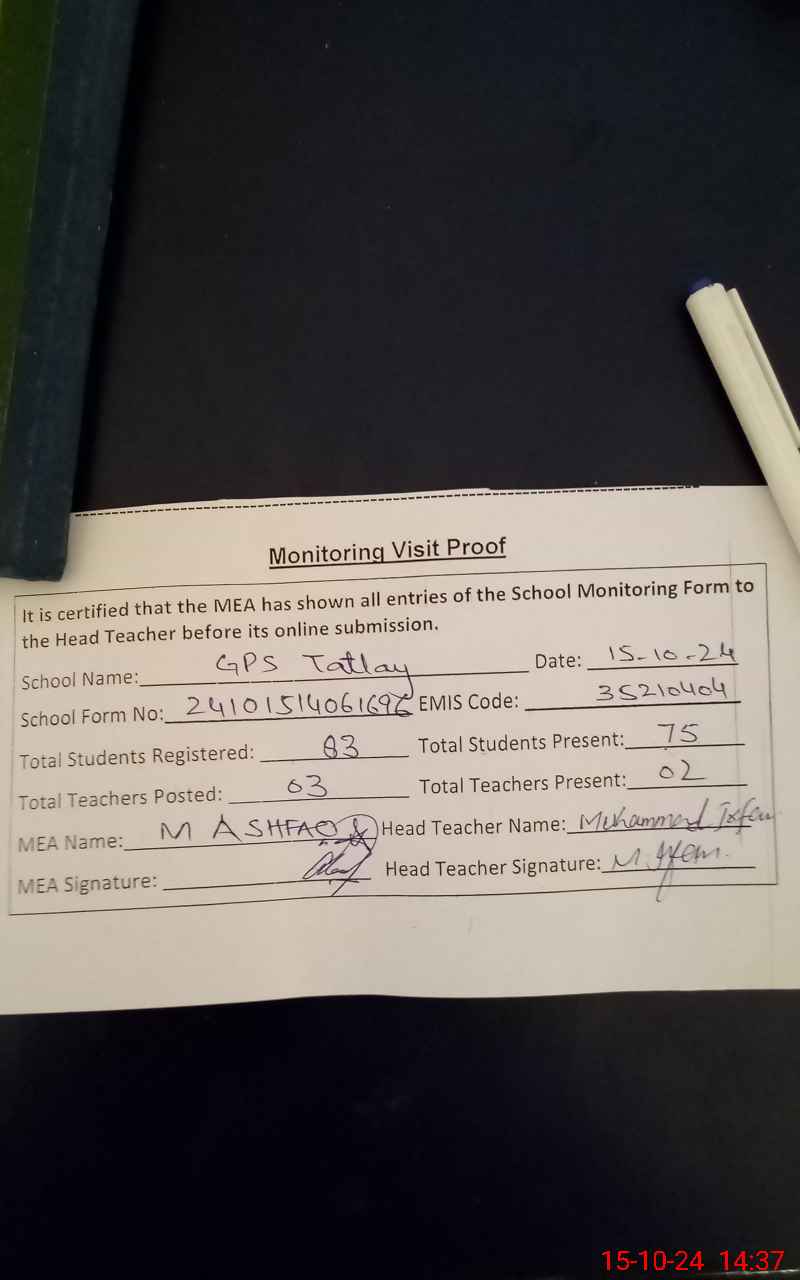 Monitoring Visit Proof
It is certified that the MEA has shown all entries of the School Monitoring Form to
the Head Teacher before its online submission.
School Name: GPS Tatlay Date: 15-10-24
School Form No: 24101514061696 EMIS Code: 35210404
Total Students Registered: 83 Total Students Present: 75
Total Teachers Posted: 03 Total Teachers Present: 02
MEA Name: M ASHFAQ Head Teacher Name: Muhammad
MEA Signature: Head Teacher Signature: M.
15-10-24 14:37